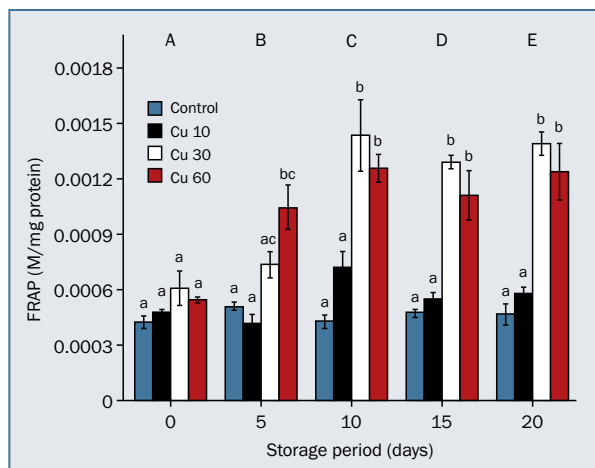 A B C D E
0.0018
0.0015
0.0012
0.0009
0.0006
0.0003
0
FRAP (M/mg protein)
Control
Cu 10
Cu 30
Cu 60
a a a a
a a ac bc
a a b b
a a b b
a a b b
0 5 10 15 20
Storage period (days)